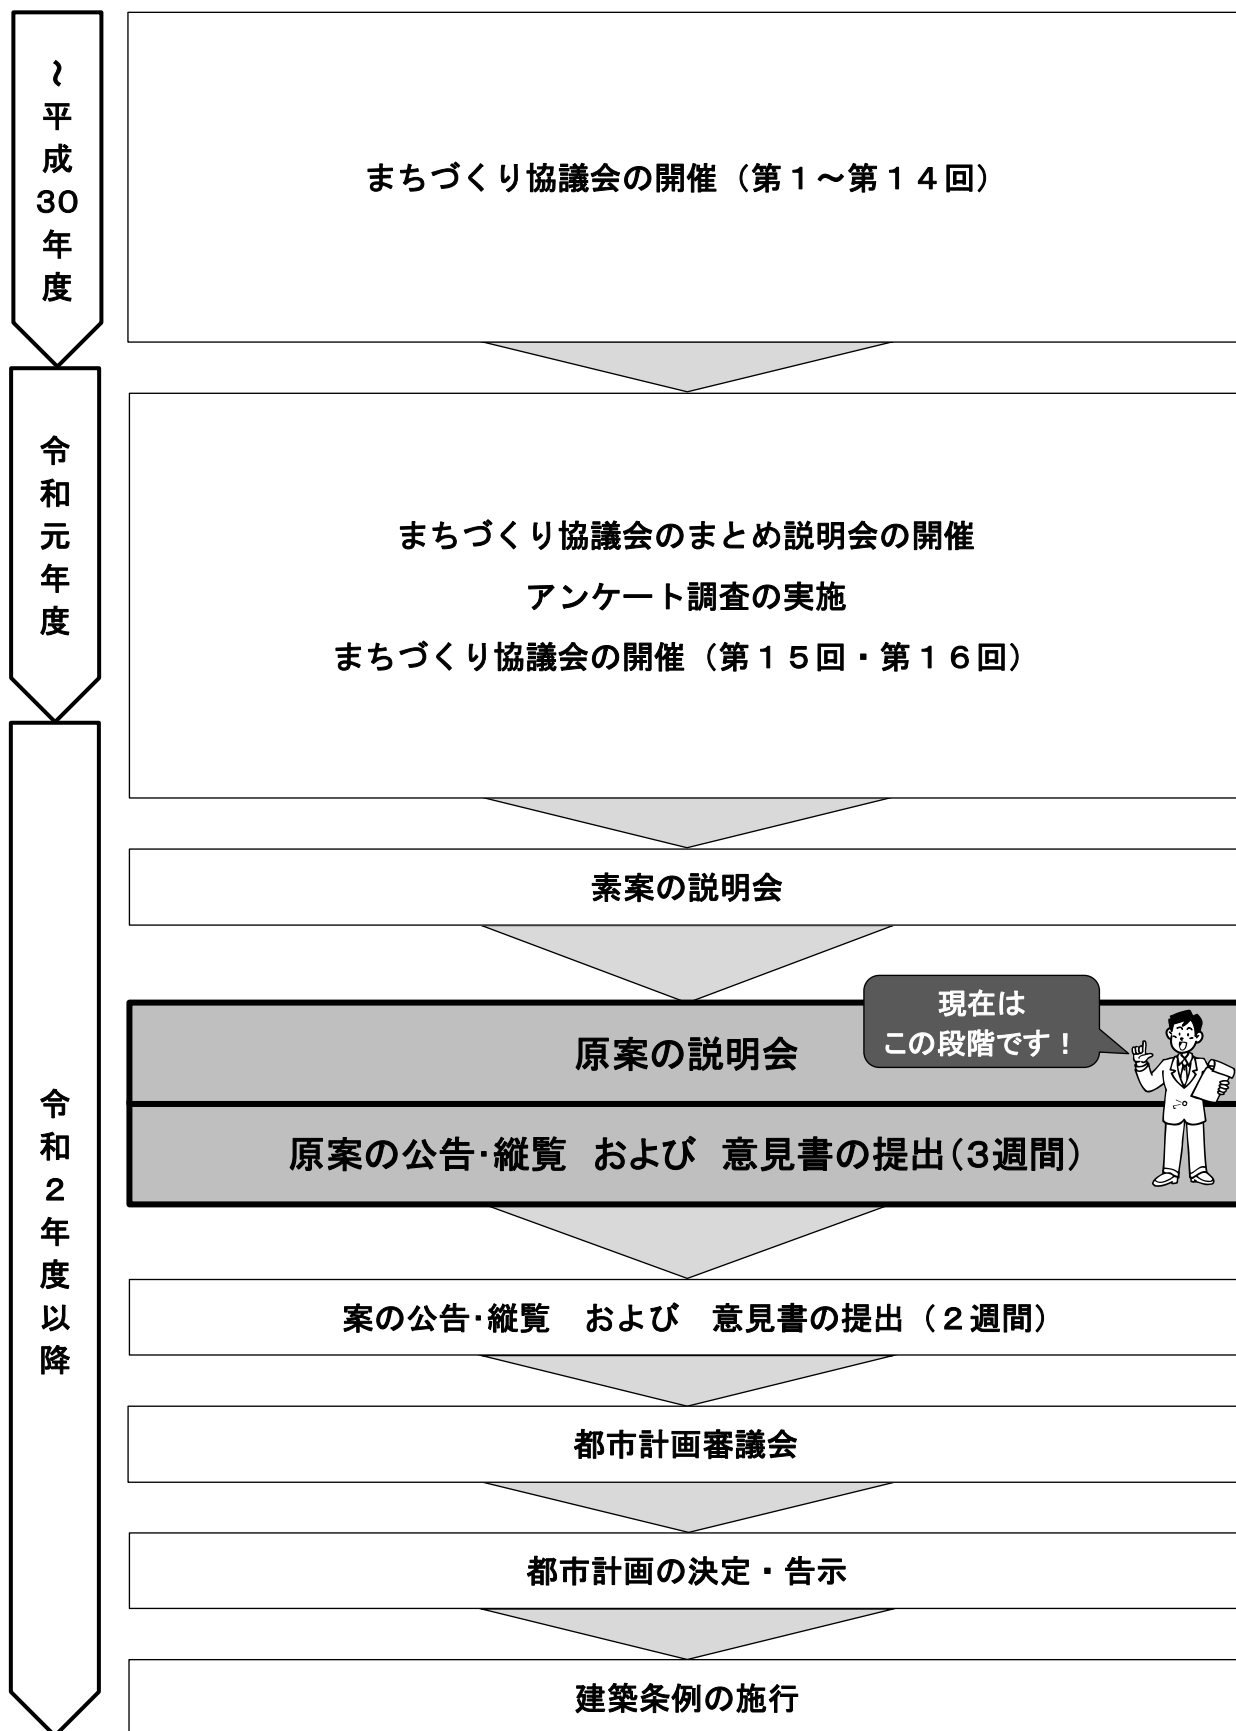 ～平成30年度
まちづくり協議会の開催（第１～第１４回）
令和元年度
まちづくり協議会のまとめ説明会の開催
アンケート調査の実施
まちづくり協議会の開催（第１５回・第１６回）
令和２年度以降
素案の説明会
現在は
この段階です！
原案の説明会
原案の公告・縦覧　および　意見書の提出（３週間）
案の公告・縦覧　および　意見書の提出（２週間）
都市計画審議会
都市計画の決定・告示
建築条例の施行